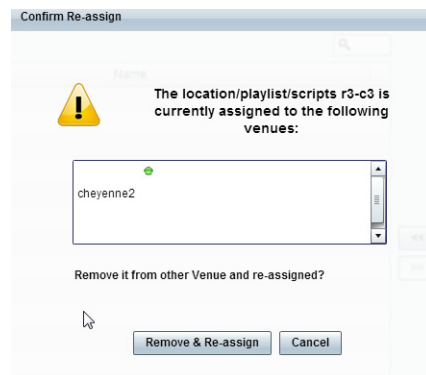 Confirm Re-assign
Name
The location/playlist/scripts r3-c3 is
currently assigned to the following
venues:
cheyenne2
Remove it from other Venue and re-assigned?
Remove & Re-assign
Cancel
<<
>>